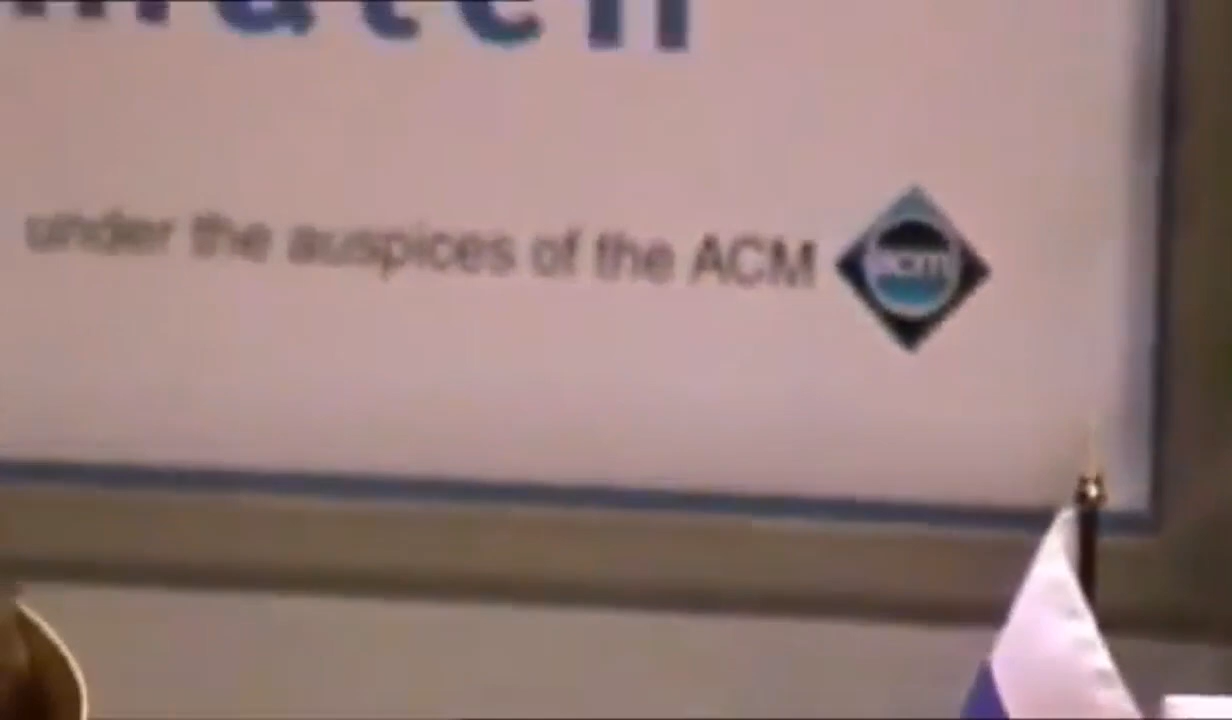 under the auspices of the ACM
acm